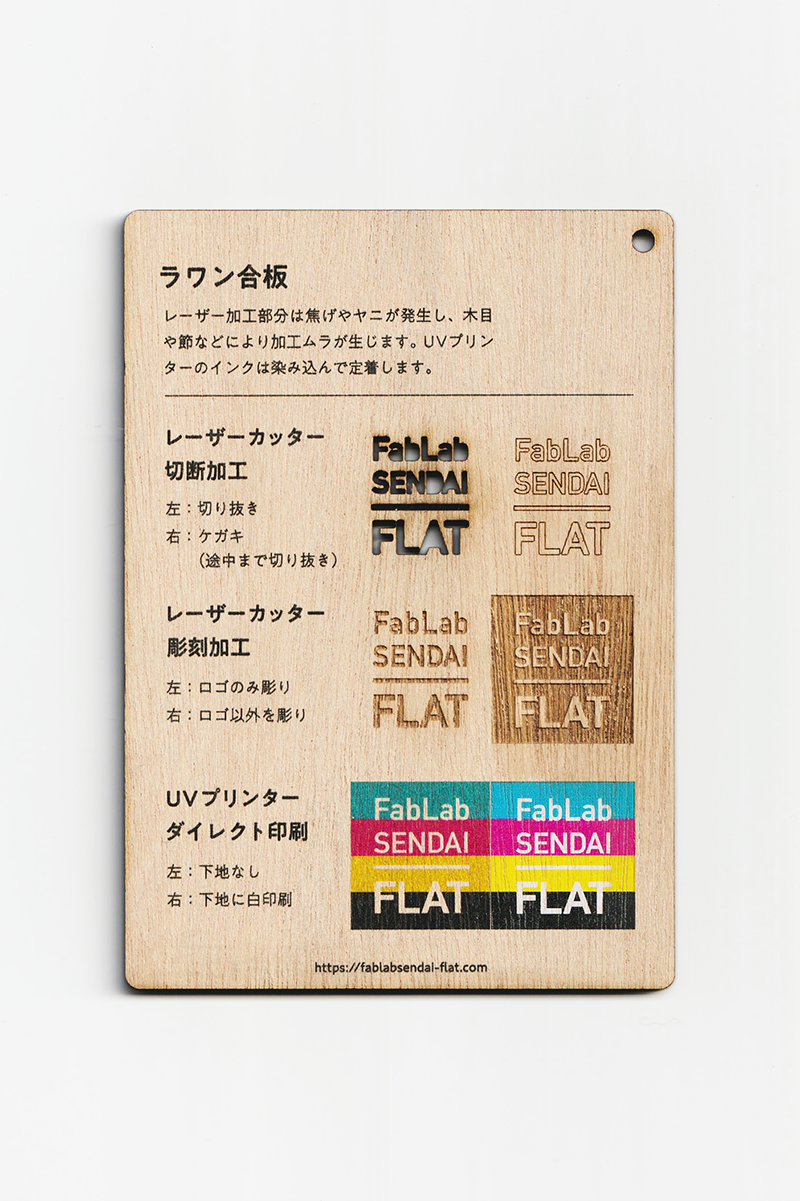 ラワン合板
レーザー加工部分は焦げやヤニが発生し、木目
や節などにより加工ムラが生じます。UVプリン
ターのインクは染み込んで定着します。
レーザーカッター
切断加工
左：切り抜き
右：ケガキ
（途中まで切り抜き）
FabLab
SENDAI
FLAT
FabLab
SENDAI
FLAT
レーザーカッター
彫刻加工
左：ロゴのみ彫り
右：ロゴ以外を彫り
FabLab
SENDAI
FLAT
FabLab
SENDAI
FLAT
UVプリンター
ダイレクト印刷
左：下地なし
右：下地に白印刷
FabLab
SENDAI
FLAT
FabLab
SENDAI
FLAT
https://fablabsendai-flat.com